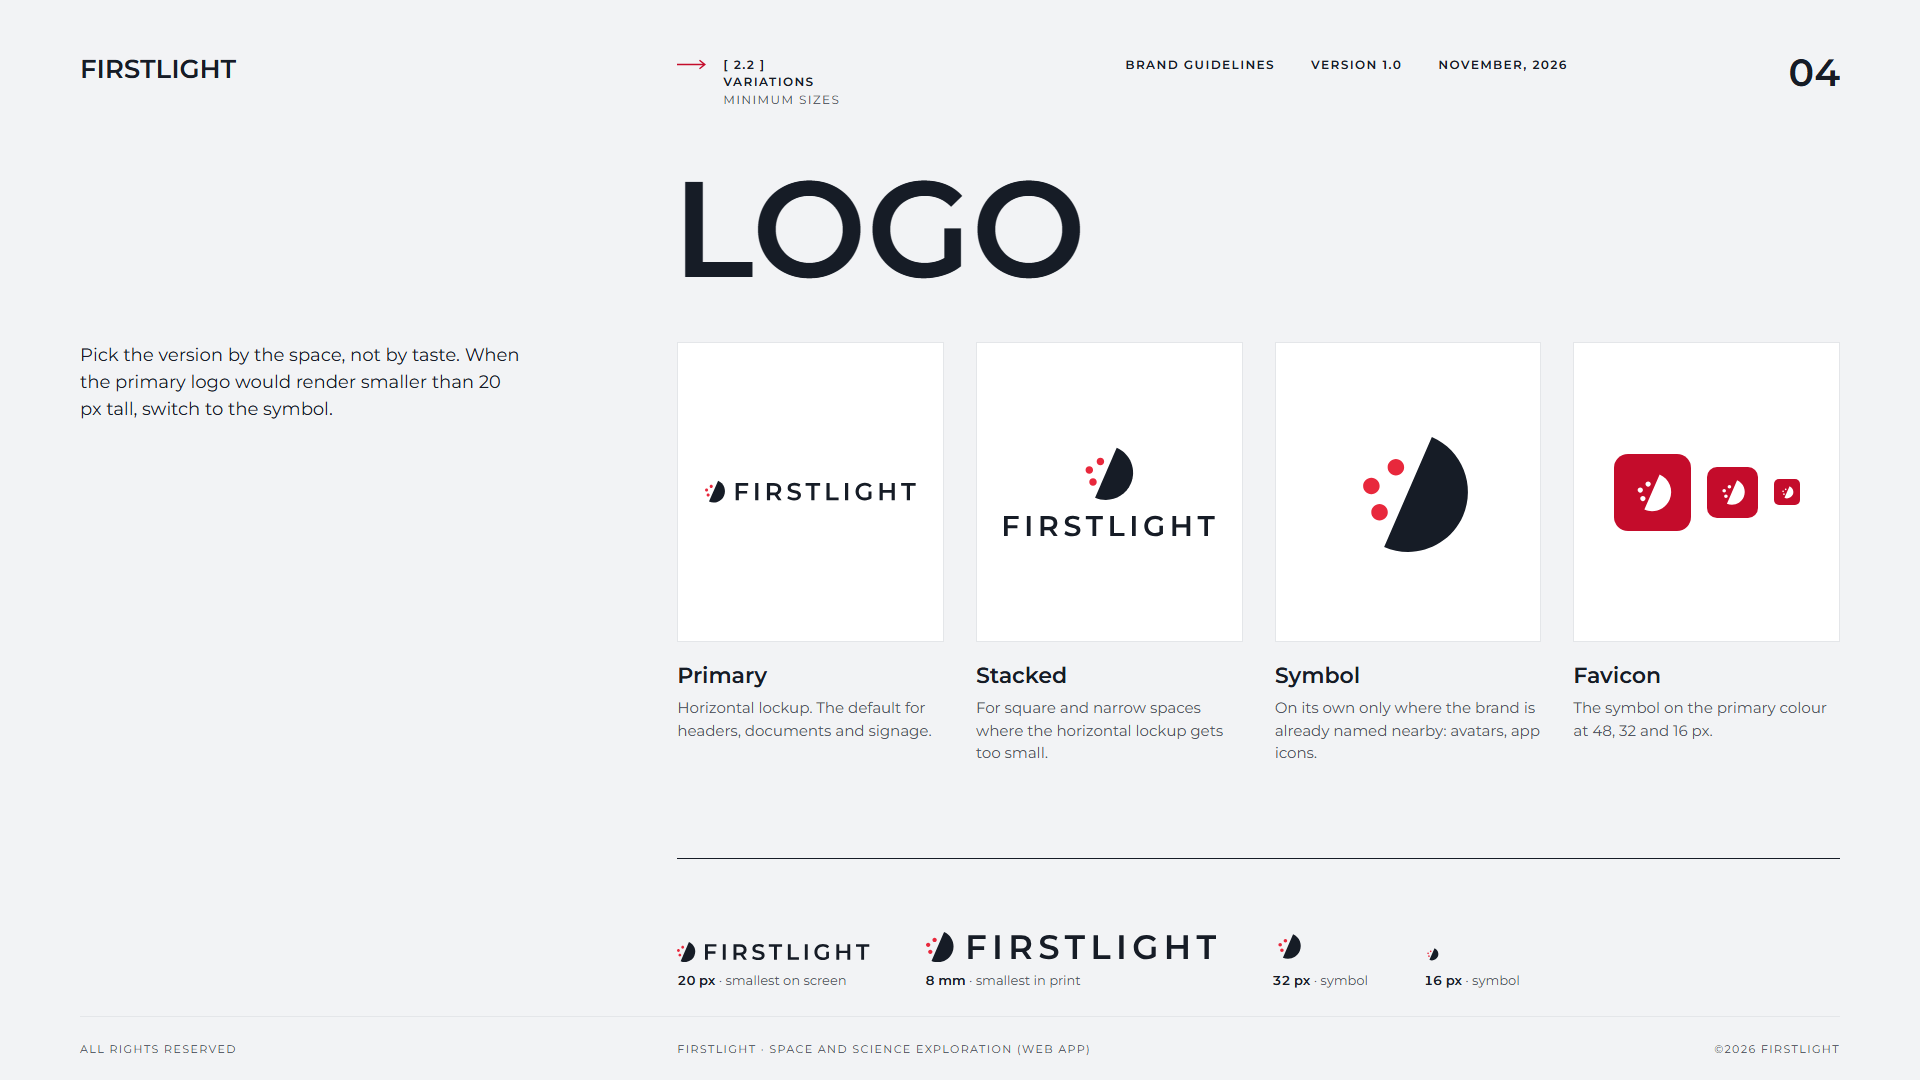 FIRSTLIGHT
[ 2.2 ]
VARIATIONS
MINIMUM SIZES
BRAND GUIDELINES
VERSION 1.0
NOVEMBER, 2026
04
LOGO
Pick the version by the space, not by taste. When
the primary logo would render smaller than 20
px tall, switch to the symbol.
FIRSTLIGHT
FIRSTLIGHT
Primary
Horizontal lockup. The default for
headers, documents and signage.
Stacked
For square and narrow spaces
where the horizontal lockup gets
too small.
Symbol
On its own only where the brand is
already named nearby: avatars, app
icons.
Favicon
The symbol on the primary colour
at 48, 32 and 16 px.
FIRSTLIGHT
20 px · smallest on screen
FIRSTLIGHT
8 mm · smallest in print
32 px · symbol
16 px · symbol
ALL RIGHTS RESERVED
FIRSTLIGHT · SPACE AND SCIENCE EXPLORATION (WEB APP)
©2026 FIRSTLIGHT